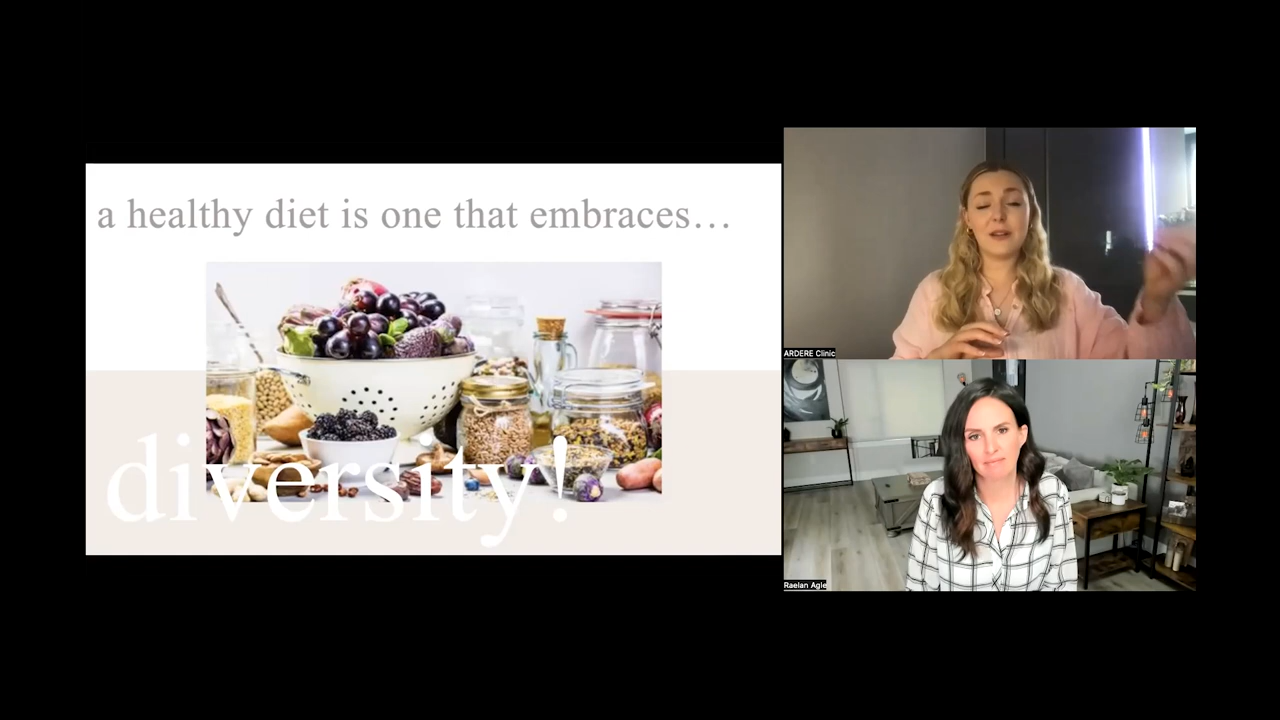 a healthy diet is one that embraces…
diversity!
ARDERE Clinic
Raelan Agle